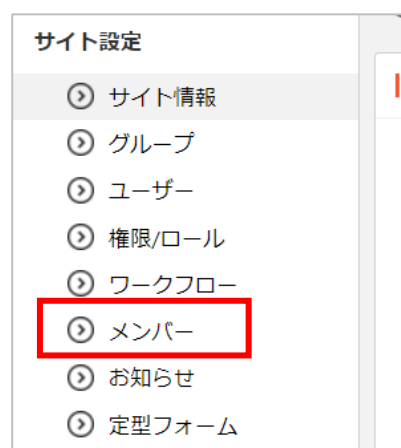 サイト設定
サイト情報
グループ
ユーザー
権限/ロール
ワークフロー
メンバー
お知らせ
定型フォーム